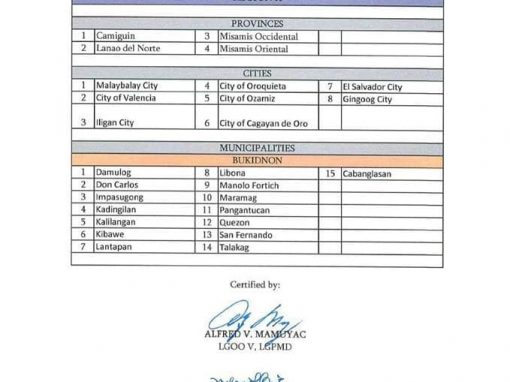 PROVINCES
1 Camiguin 3 Misamis Occidental
2 Lanao del Norte 4 Misamis Oriental
CITIES
1 Malaybalay City 4 City of Oroquieta 7 El Salvador City
2 City of Valencia 5 City of Ozamiz 8 Gingoog City
3 Iligan City 6 City of Cagayan de Oro
MUNICIPALITIES
BUKIDNON
1 Damulog 8 Libona 15 Cabanglasan
2 Don Carlos 9 Manolo Fortich
3 Impasugong 10 Maramag
4 Kadingilan 11 Pangantucan
5 Kalilangan 12 Quezon
6 Kibawe 13 San Fernando
7 Lantapan 14 Talakag
Certified by:
ALFRED V. MAMUYAC
LGOO V, LGPMD